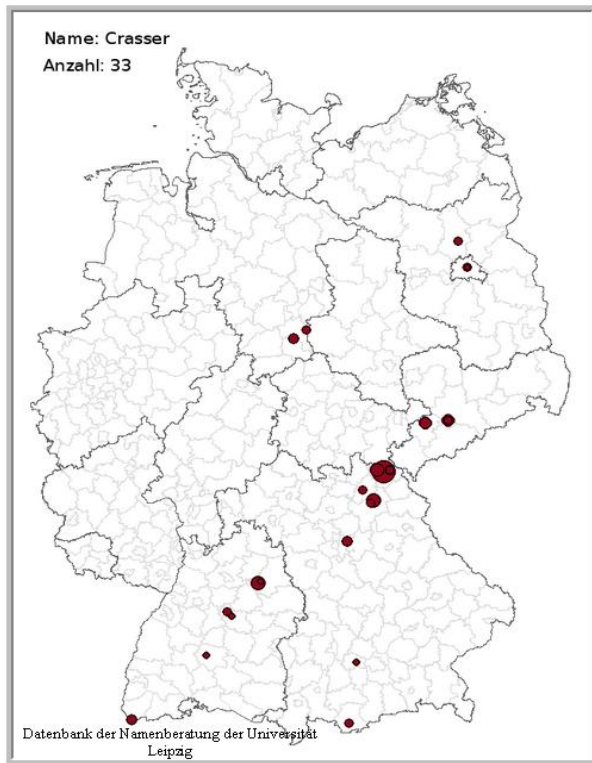 Name: Crasser
Anzahl: 33
Datenbank der Namenberatung der Universität
Leipzig